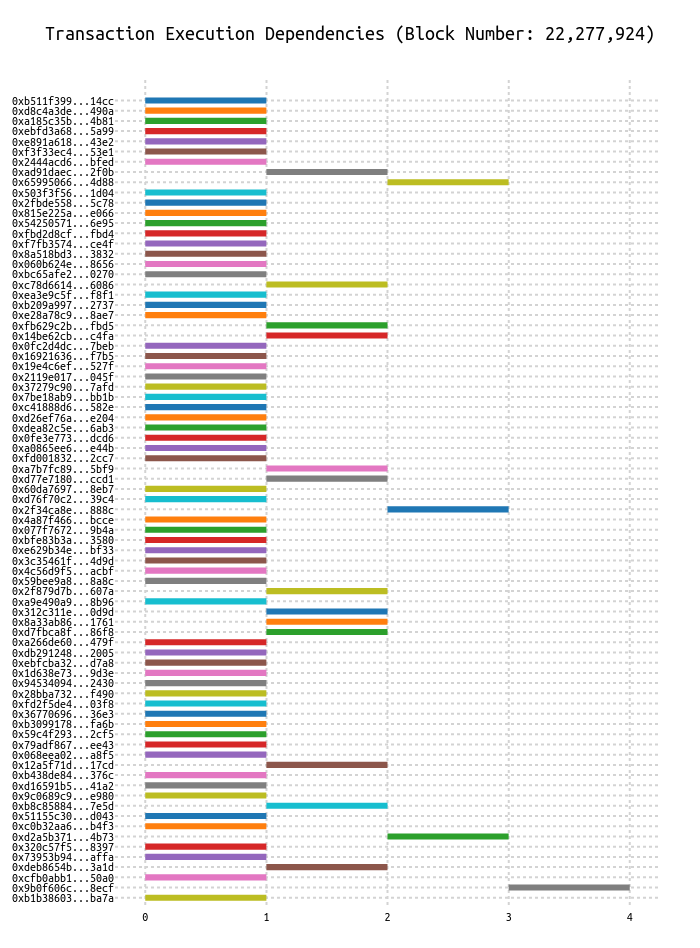 Transaction Execution Dependencies (Block Number: 22,277,924)
0xb511f399...14cc
0xd8c4a3de...490a
0xa185c35b...4b81
0xebfd3a68...5a99
0xe891a618...43e2
0xf3f33ec4...53e1
0x2444acd6...bfed
0xad91daec...2f0b
0x65995066...4d88
0x503f3f56...1d04
0x2fbde558...5c78
0x815e225a...e066
0x54250571...6e95
0xfbd2d8cf...fbd4
0xf7fb3574...ce4f
0x8a518bd3...3832
0x060b624e...8656
0xbc65afe2...0270
0xc78d6614...6086
0xea3e9c5f...f8f1
0xb209a997...2737
0xe28a78c9...8ae7
0xfb629c2b...fbd5
0x14be62cb...c4fa
0x0fc2d4dc...7beb
0x16921636...f7b5
0x19e4c6ef...527f
0x2119e017...045f
0x37279c90...7afd
0x7be18ab9...bb1b
0xc41888d6...582e
0xd26ef76a...e204
0xdea82c5e...6ab3
0x0fe3e773...dcd6
0xa0865ee6...e44b
0xfd001832...2cc7
0xa7b7fc89...5bf9
0xd77e7180...ccd1
0x60da7697...8eb7
0xd76f70c2...39c4
0x2f34ca8e...888c
0x4a87f466...bcce
0x077f7672...9b4a
0xbfe83b3a...3580
0xe629b34e...bf33
0x3c35461f...4d9d
0x4c56d9f5...acbf
0x59bee9a8...8a8c
0x2f879d7b...607a
0xa9e490a9...8b96
0x312c311e...0d9d
0x8a33ab86...1761
0xd7fbca8f...86f8
0xa266de60...479f
0xdb291248...2005
0xebfcba32...d7a8
0x1d638e73...9d3e
0x94534094...2430
0x28bba732...f490
0xfd2f5de4...03f8
0x36770696...36e3
0xb3099178...fa6b
0x59c4f293...2cf5
0x79adf867...ee43
0x068eea02...a8f5
0x12a5f71d...17cd
0xb438de84...376c
0xd16591b5...41a2
0x9c0689c9...e980
0xb8c85884...7e5d
0x51155c30...d043
0xc0b32aa6...b4f3
0xd2a5b371...4b73
0x320c57f5...8397
0x73953b94...affa
0xdeb8654b...3a1d
0xcfb0abb1...50a0
0x9b0f606c...8ecf
0xb1b38603...ba7a
0 1 2 3 4